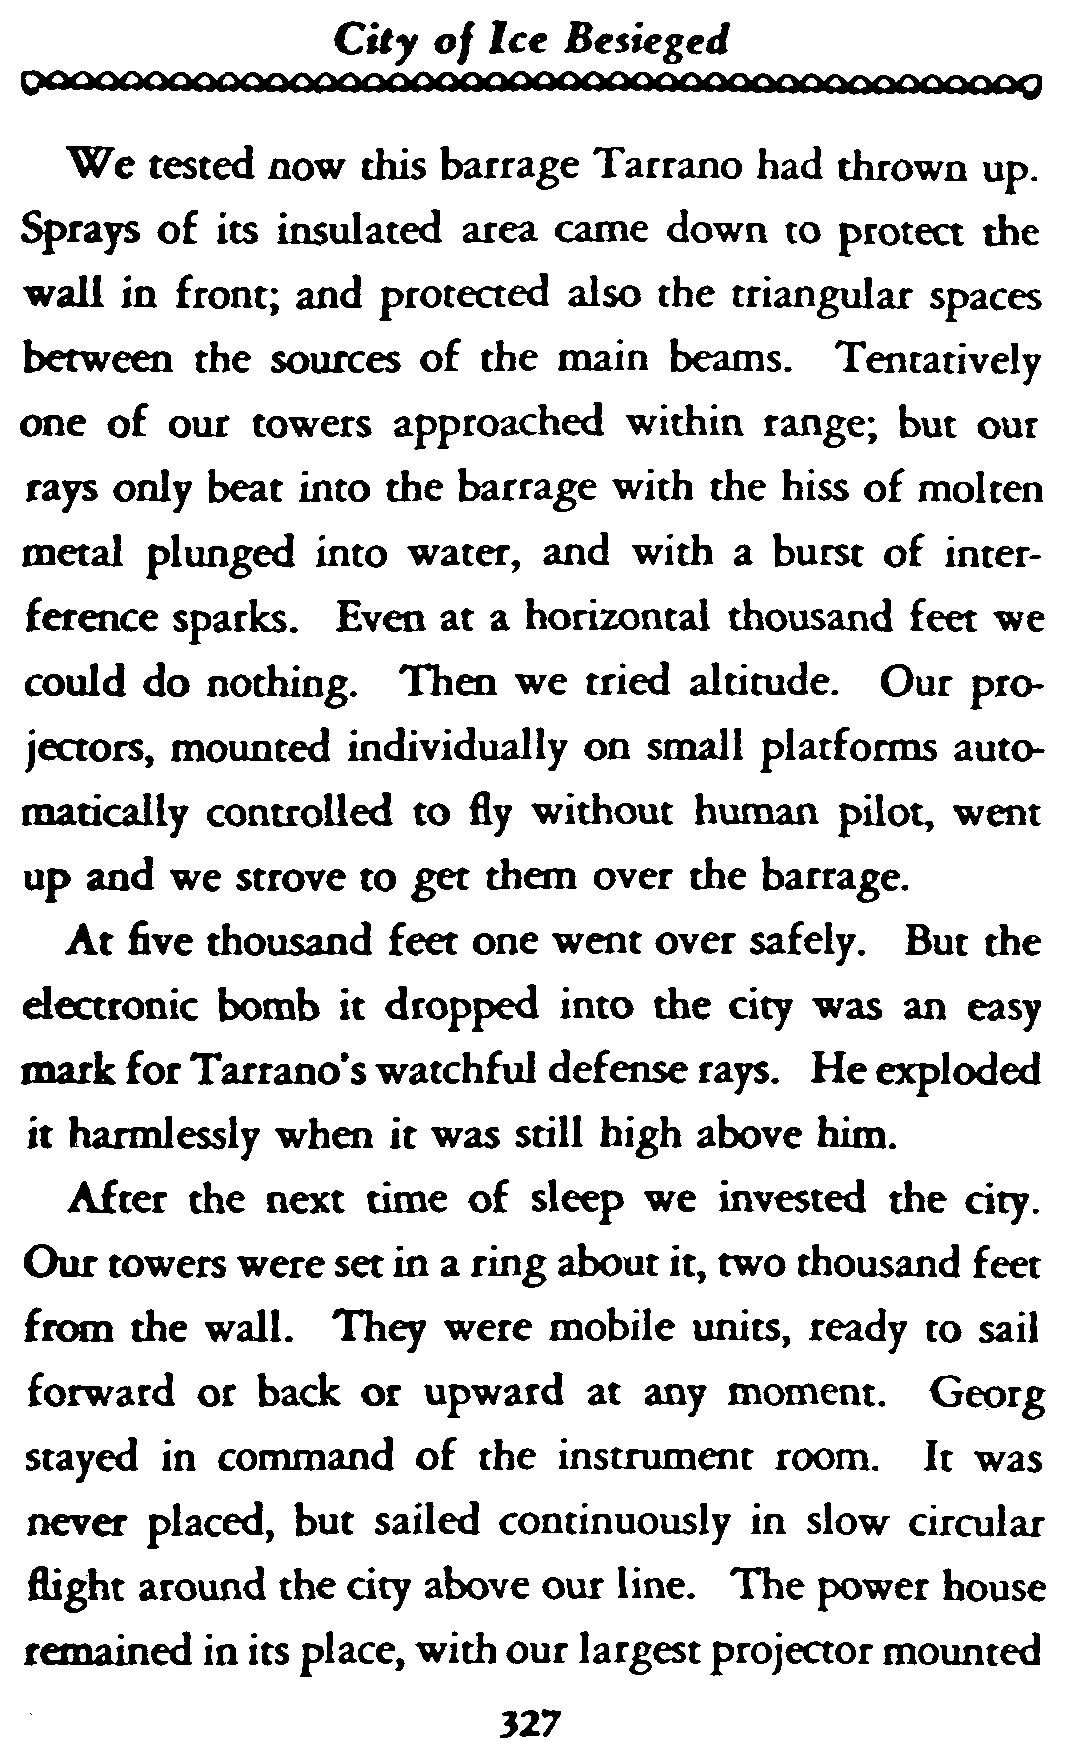 City of Ice Besieged
We tested now this barrage Tarrano had thrown up.
Sprays of its insulated area came down to protect the
wall in front; and protected also the triangular spaces
between the sources of the main beams. Tentatively
one of our towers approached within range; but our
rays only beat into the barrage with the hiss of molten
metal plunged into water, and with a burst of inter-
ference sparks. Even at a horizontal thousand feet we
could do nothing. Then we tried altitude. Our pro-
jectors, mounted individually on small platforms auto-
matically controlled to fly without human pilot, went
up and we strove to get them over the barrage.
At five thousand feet one went over safely. But the
electronic bomb it dropped into the city was an easy
mark for Tarrano's watchful defense rays. He exploded
it harmlessly when it was still high above him.
After the next time of sleep we invested the city.
Our towers were set in a ring about it, two thousand feet
from the wall. They were mobile units, ready to sail
forward or back or upward at any moment. Georg
stayed in command of the instrument room. It was
never placed, but sailed continuously in slow circular
flight around the city above our line. The power house
remained in its place, with our largest projector mounted
327